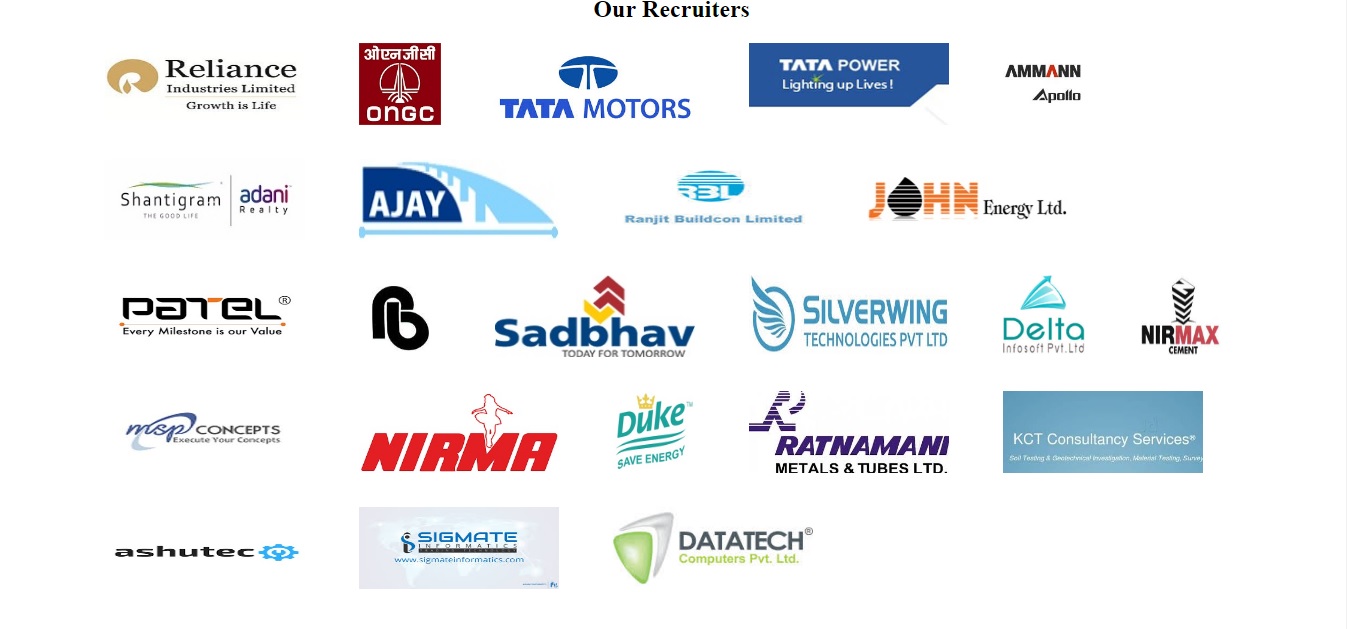 Our Recruiters
Reliance
Industries Limited
Growth is Life
ओएनजीसी
ONGC
TATA MOTORS
TATA POWER
Lighting up Lives!
AMMANN
Apollo
Shantigram
THE GOOD LIFE
adani
Realty
AJAY
RBL
Ranjit Buildcon Limited
JOHN Energy Ltd.
PATEL®
Every Milestone is our Value
Sadbhav
TODAY FOR TOMORROW
SILVERWING
TECHNOLOGIES PVT LTD
Delta
Infosoft Pvt.Ltd
NIRMAX
CEMENT
msp CONCEPTS
Execute Your Concepts
NIRMA
Duke™
SAVE ENERGY
RATNAMANI
METALS & TUBES LTD.
KCT Consultancy Services®
Soil Testing & Geotechnical Investigation, Material Testing, Survey
ashutec
SIGMATE
INFORMATICS
www.sigmateinformatics.com
DATATECH®
Computers Pvt. Ltd.